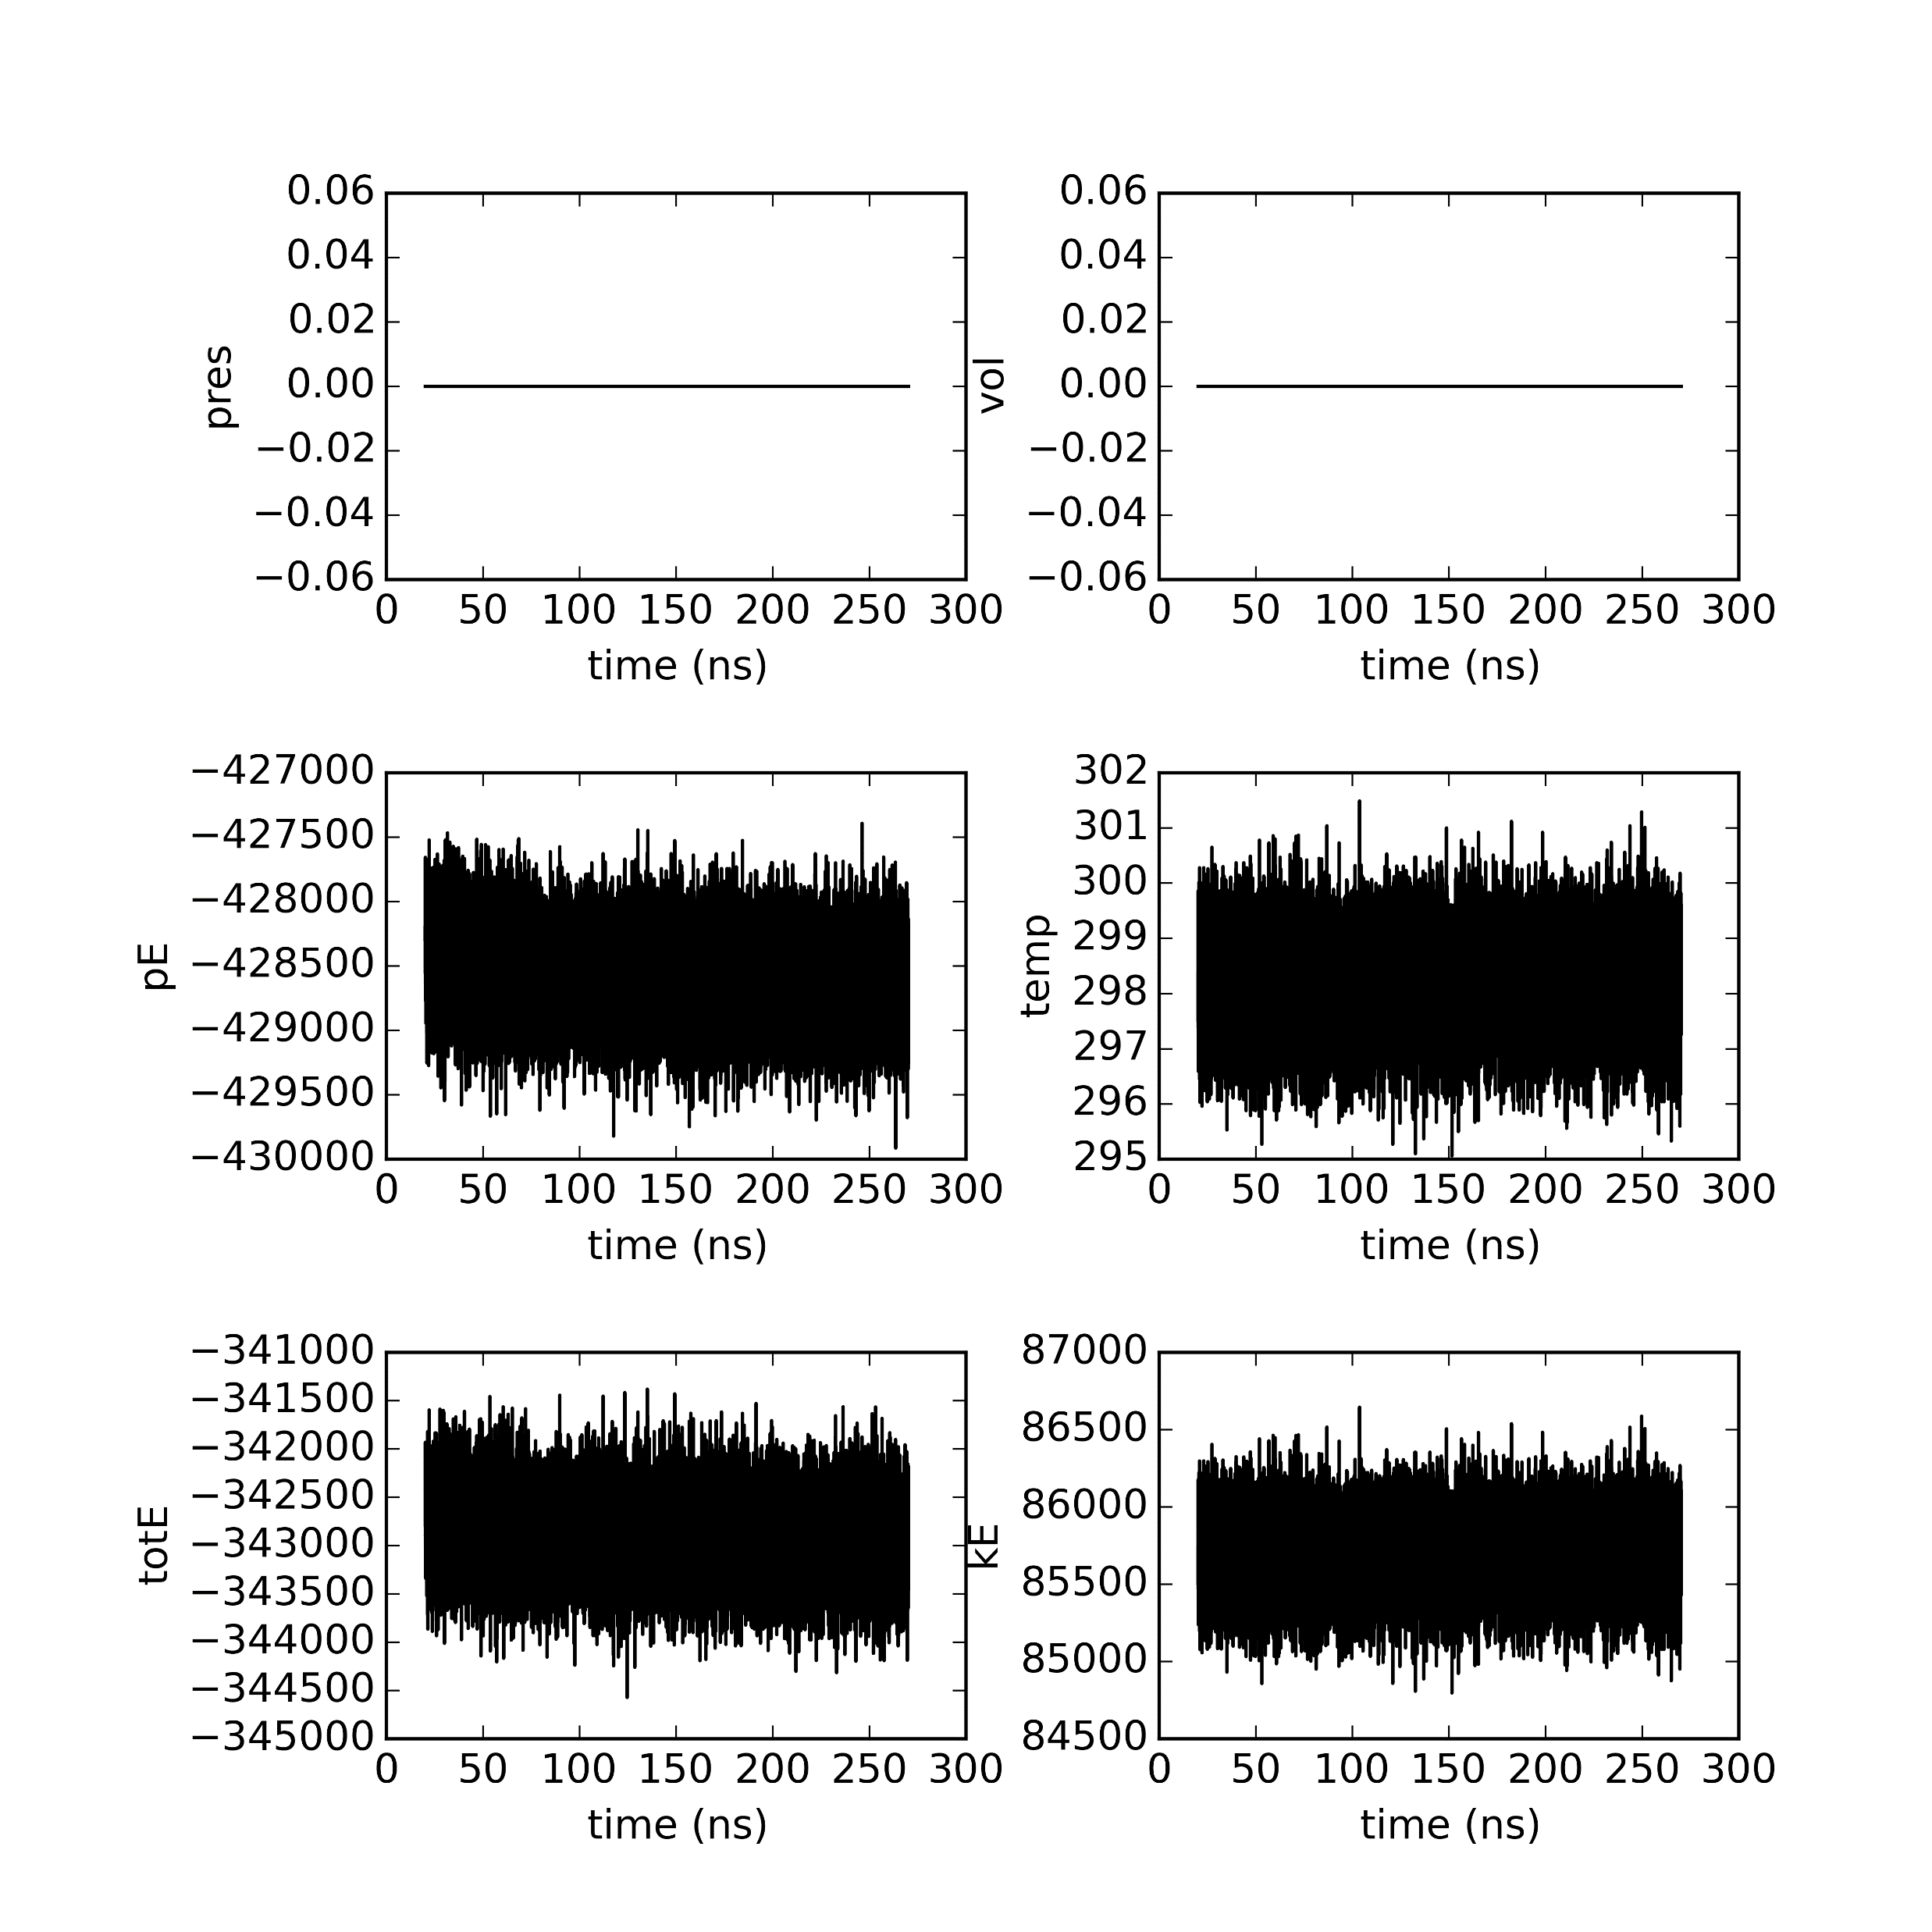 0.06
0.04
0.02
0.00
−0.02
−0.04
−0.06
pres
0 50 100 150 200 250 300
time (ns)
0.06
0.04
0.02
0.00
−0.02
−0.04
−0.06
vol
0 50 100 150 200 250 300
time (ns)
−427000
−427500
−428000
−428500
−429000
−429500
−430000
pE
0 50 100 150 200 250 300
time (ns)
302
301
300
299
298
297
296
295
temp
0 50 100 150 200 250 300
time (ns)
−341000
−341500
−342000
−342500
−343000
−343500
−344000
−344500
−345000
totE
0 50 100 150 200 250 300
time (ns)
87000
86500
86000
85500
85000
84500
kE
0 50 100 150 200 250 300
time (ns)